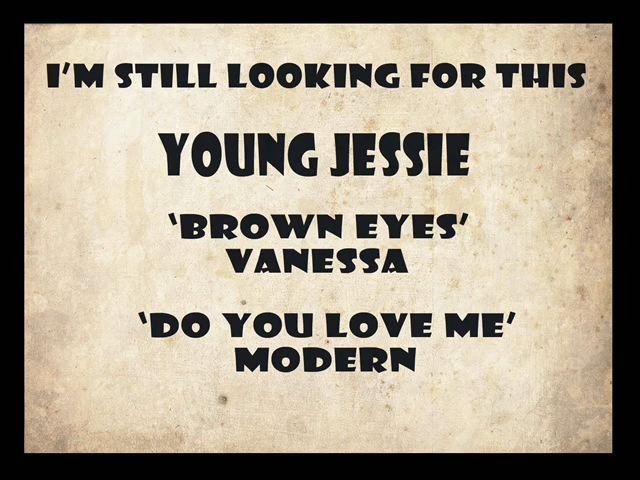 I'M STILL LOOKING FOR THIS
YOUNG JESSIE
'BROWN EYES'
VANESSA
'DO YOU LOVE ME'
MODERN